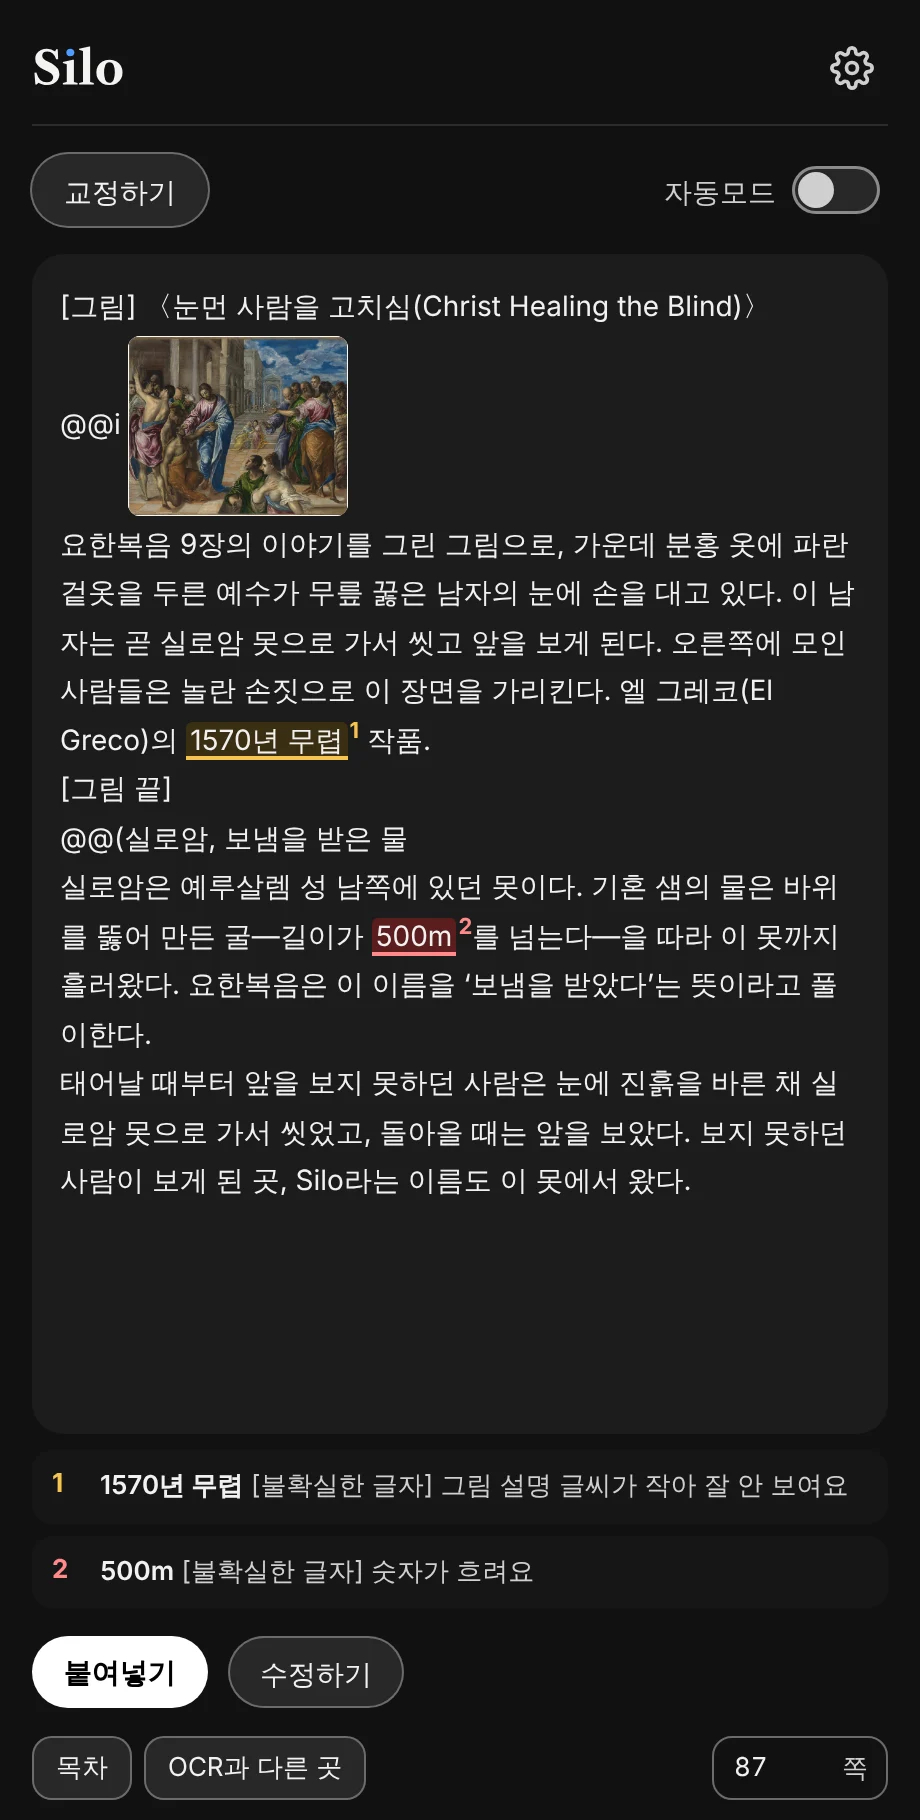 Silo
교정하기
자동모드
[그림] 〈눈먼 사람을 고치심(Christ Healing the Blind)〉
@@i
요한복음 9장의 이야기를 그린 그림으로, 가운데 분홍 옷에 파란
겉옷을 두른 예수가 무릎 꿇은 남자의 눈에 손을 대고 있다. 이 남
자는 곧 실로암 못으로 가서 씻고 앞을 보게 된다. 오른쪽에 모인
사람들은 놀란 손짓으로 이 장면을 가리킨다. 엘 그레코(El
Greco)의 1570년 무렵1 작품.
[그림 끝]
@@(실로암, 보냄을 받은 물
실로암은 예루살렘 성 남쪽에 있던 못이다. 기혼 샘의 물은 바위
를 뚫어 만든 굴—길이가 500m2를 넘는다—을 따라 이 못까지
흘러왔다. 요한복음은 이 이름을 ‘보냄을 받았다’는 뜻이라고 풀
이한다.
태어날 때부터 앞을 보지 못하던 사람은 눈에 진흙을 바른 채 실
로암 못으로 가서 씻었고, 돌아올 때는 앞을 보았다. 보지 못하던
사람이 보게 된 곳, Silo라는 이름도 이 못에서 왔다.
1 1570년 무렵 [불확실한 글자] 그림 설명 글씨가 작아 잘 안 보여요
2 500m [불확실한 글자] 숫자가 흐려요
붙여넣기
수정하기
목차
OCR과 다른 곳
87 쪽